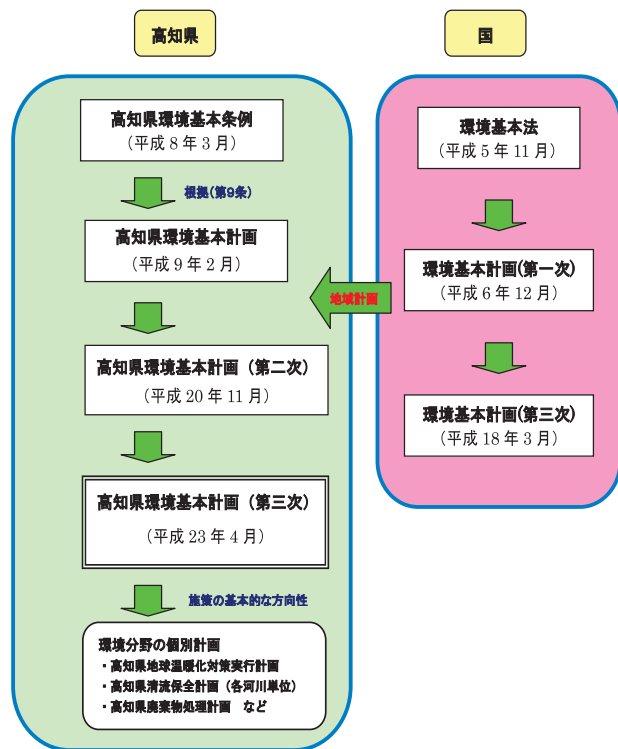 高知県
高知県環境基本条例
(平成 8 年 3 月)
根拠(第9条)
高知県環境基本計画
(平成 9 年 2 月)
高知県環境基本計画（第二次）
(平成 20 年 11 月)
高知県環境基本計画（第三次）
(平成 23 年 4 月)
施策の基本的な方向性
環境分野の個別計画
・高知県地球温暖化対策実行計画
・高知県清流保全計画（各河川単位）
・高知県廃棄物処理計画　など
国
環境基本法
(平成 5 年 11 月)
環境基本計画(第一次)
(平成 6 年 12 月)
地域計画
環境基本計画(第三次)
(平成 18 年 3 月)